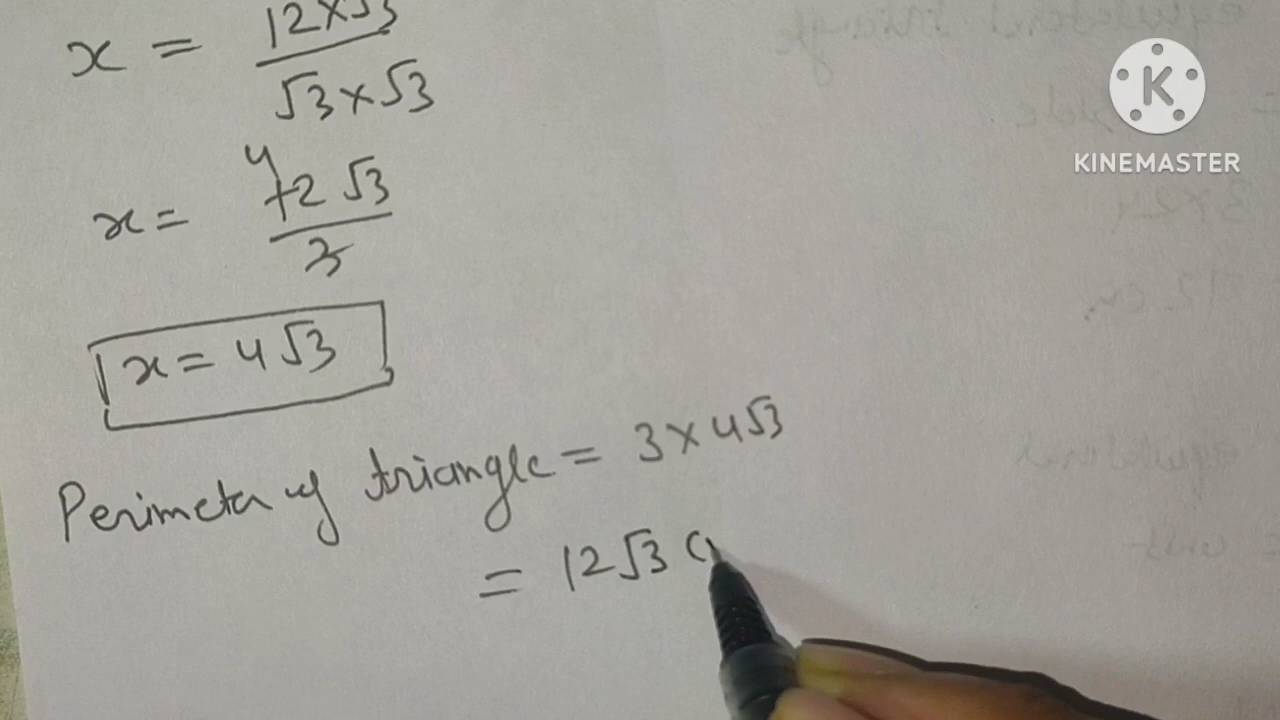 x = 12×√3 / √3×√3
x = 4 12√3 / 3
x = 4√3
Perimeter of triangle = 3×4√3
= 12√3 c
K
KINEMASTER